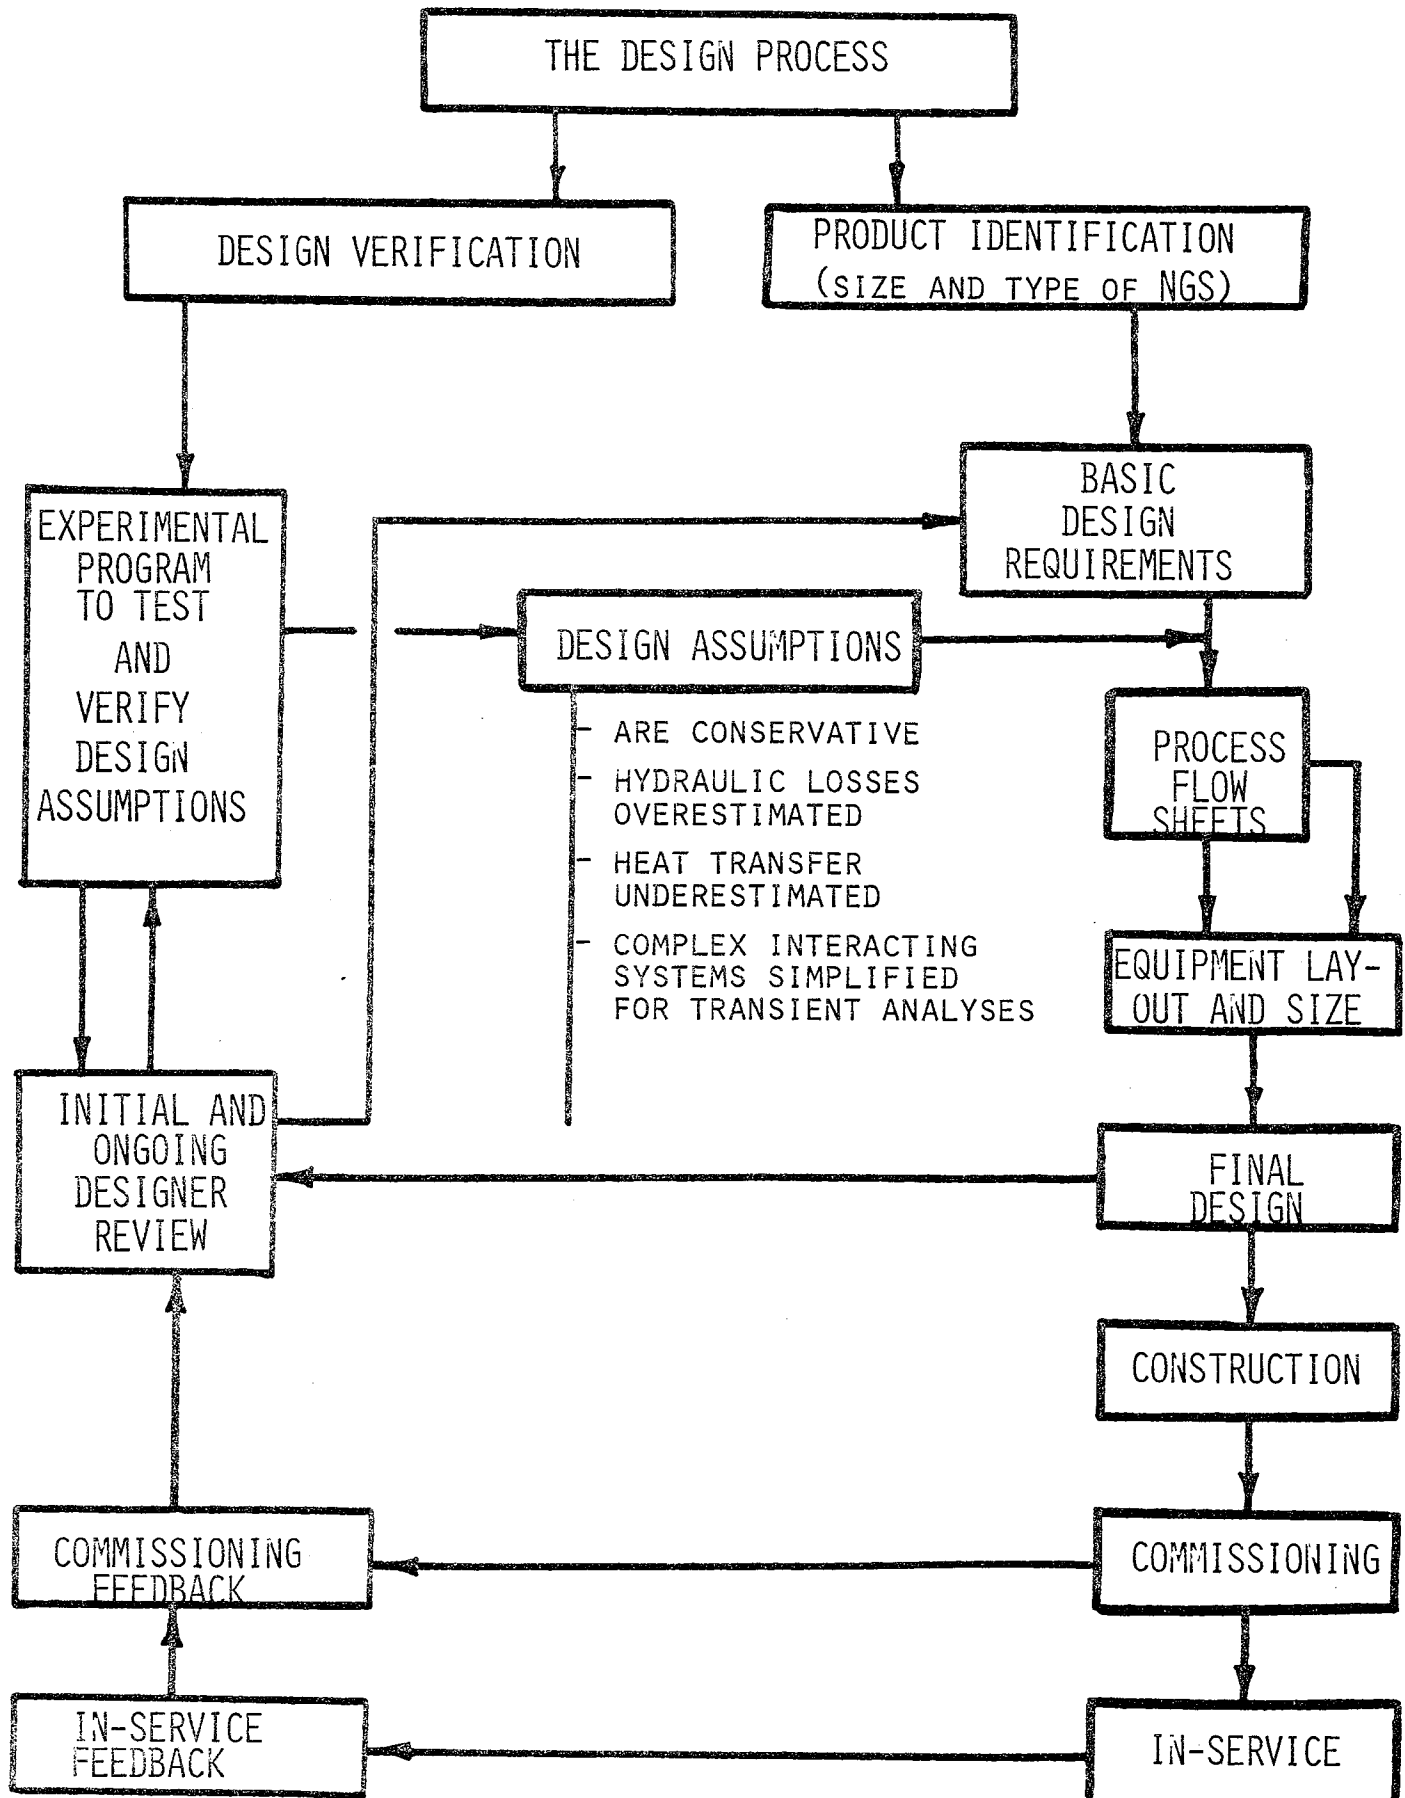 THE DESIGN PROCESS
DESIGN VERIFICATION
PRODUCT IDENTIFICATION
(SIZE AND TYPE OF NGS)
BASIC
DESIGN
REQUIREMENTS
EXPERIMENTAL
PROGRAM
TO TEST
AND
VERIFY
DESIGN
ASSUMPTIONS
DESIGN ASSUMPTIONS
- ARE CONSERVATIVE
- HYDRAULIC LOSSES
OVERESTIMATED
- HEAT TRANSFER
UNDERESTIMATED
- COMPLEX INTERACTING
SYSTEMS SIMPLIFIED
FOR TRANSIENT ANALYSES
PROCESS
FLOW
SHEETS
EQUIPMENT LAY-
OUT AND SIZE
INITIAL AND
ONGOING
DESIGNER
REVIEW
FINAL
DESIGN
CONSTRUCTION
COMMISSIONING
FEEDBACK
COMMISSIONING
IN-SERVICE
FEEDBACK
IN-SERVICE